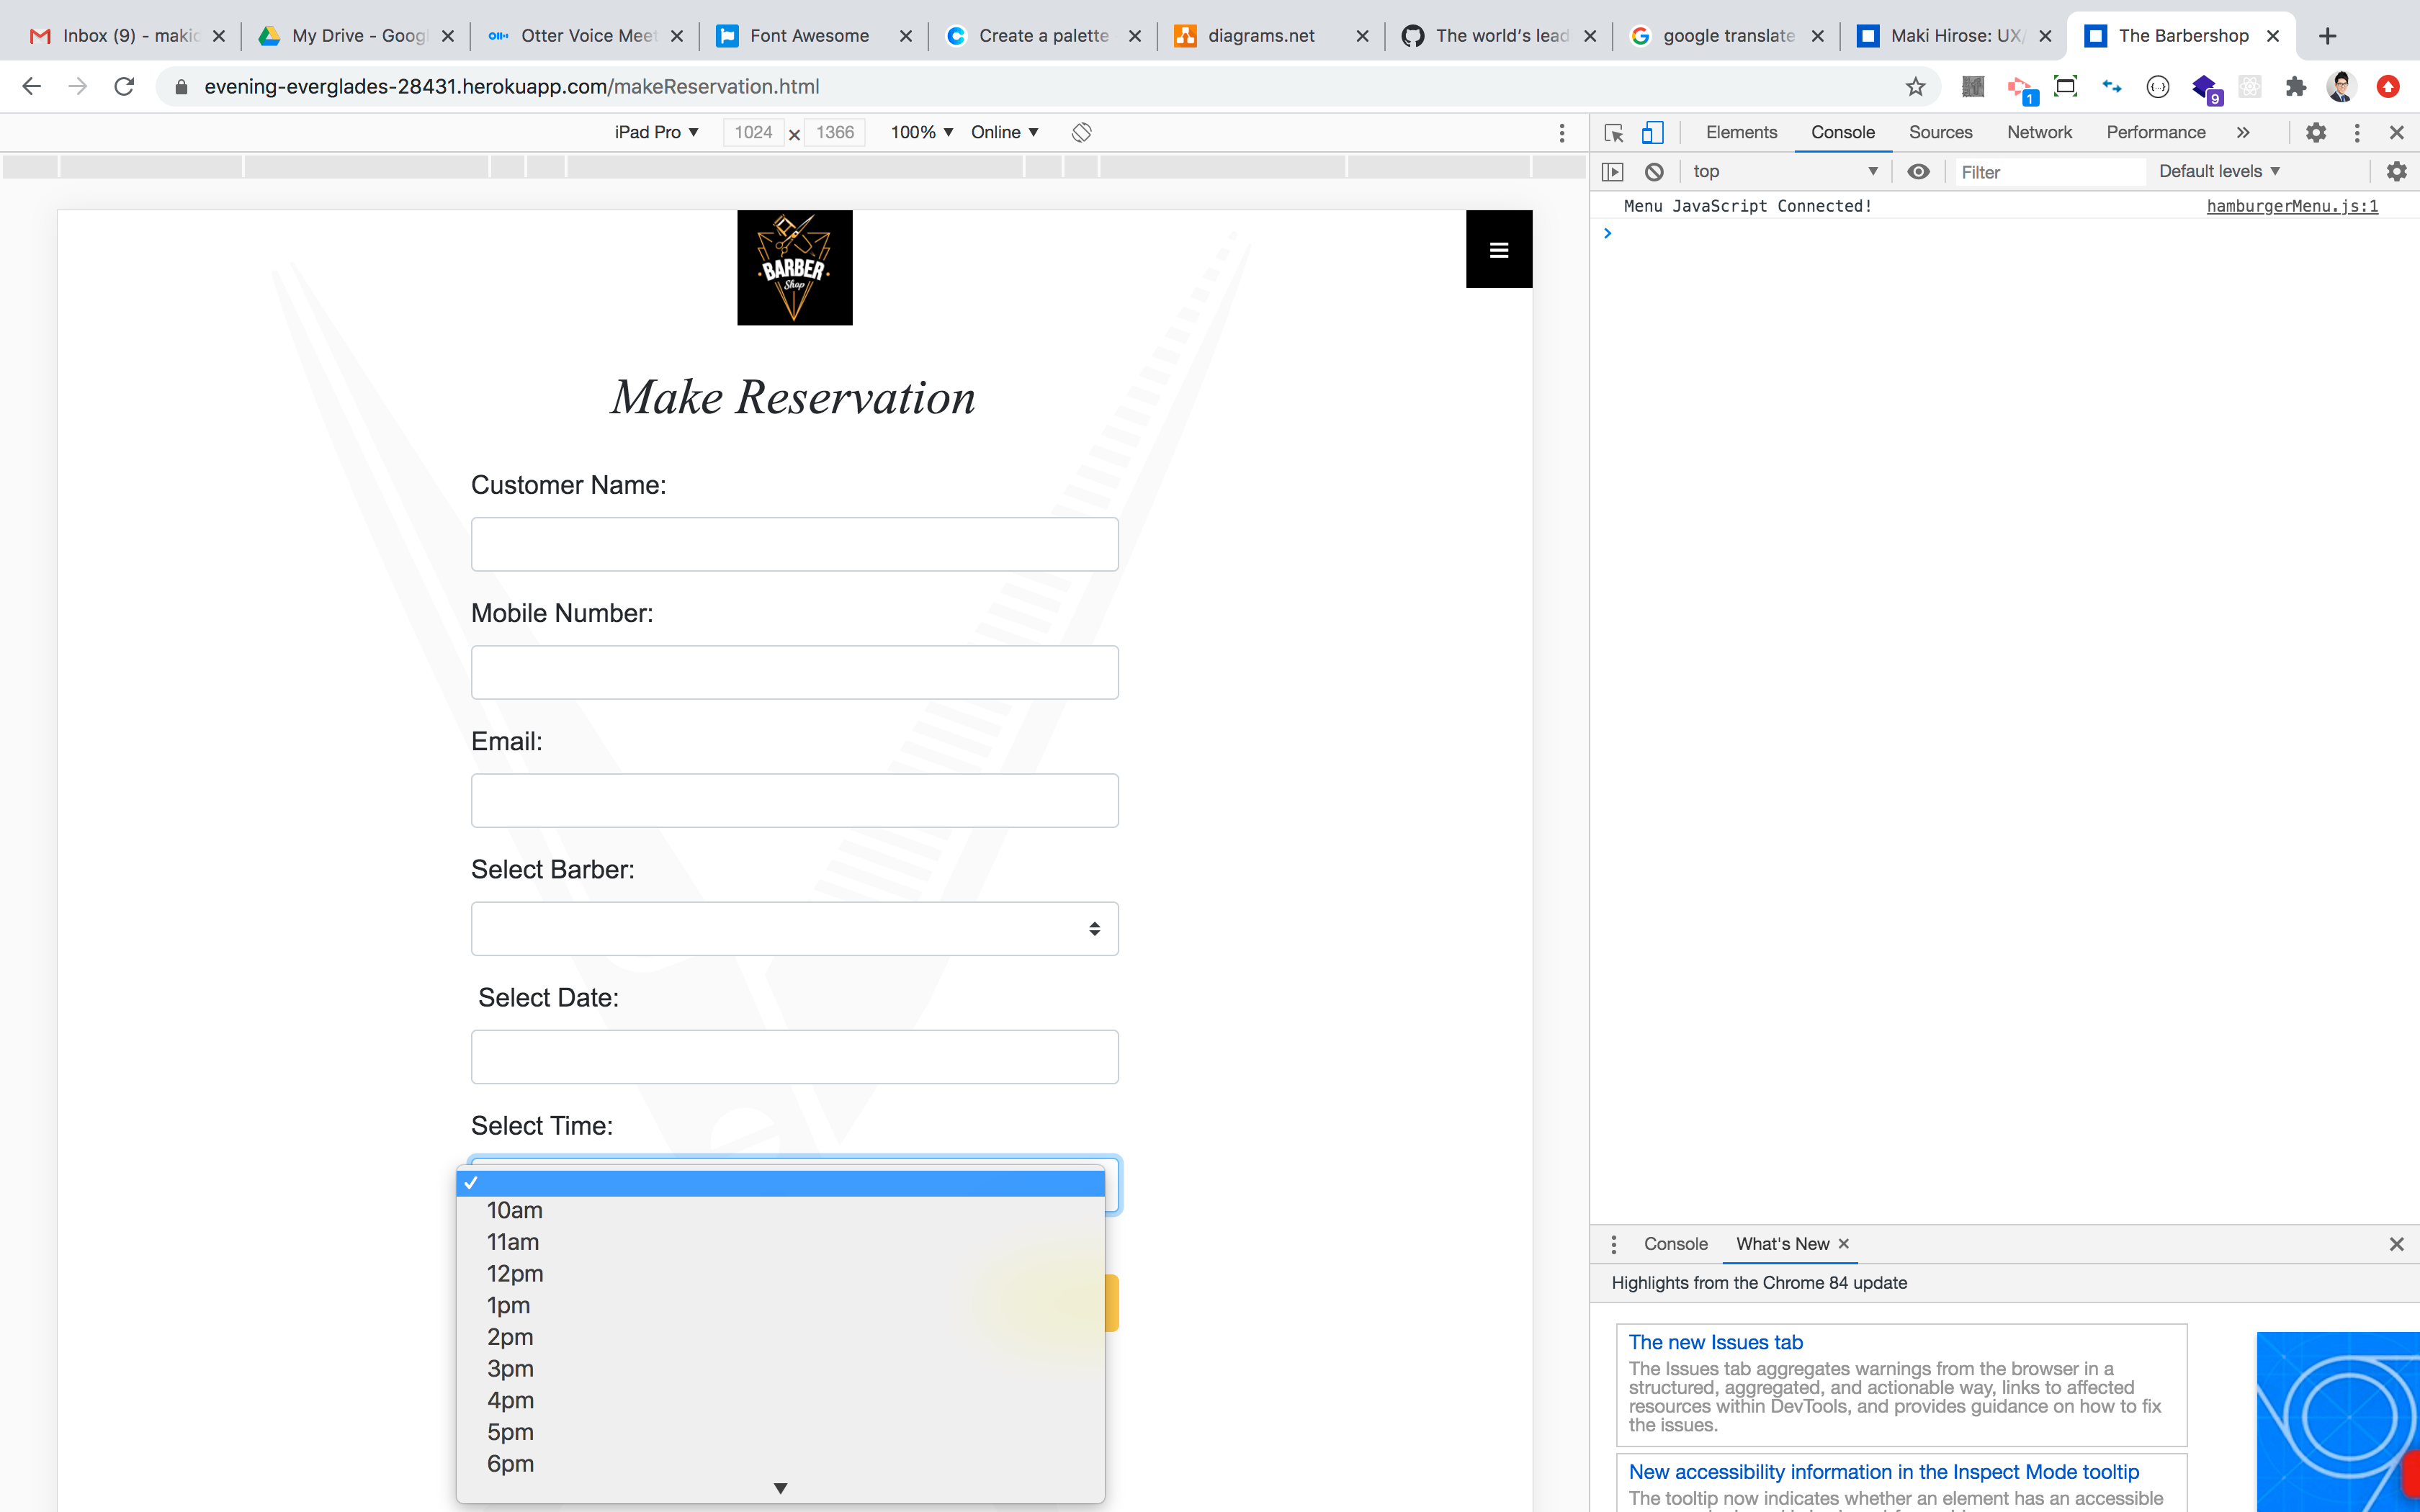 Inbox (9) - maki
My Drive - Goog
Otter Voice Meet
Font Awesome
Create a palette
diagrams.net
The world's lead
google translate
Maki Hirose: UX/
The Barbershop
evening-everglades-28431.herokuapp.com/makeReservation.html
1
9
iPad Pro ▼ 1024 × 1366 100% ▼ Online ▼
Elements Console Sources Network Performance »
top ▼ Filter Default levels ▼
Menu JavaScript Connected! hamburgerMenu.js:1
BARBER
Shop
Make Reservation
Customer Name:
Mobile Number:
Email:
Select Barber:
Select Date:
Select Time:
10am
11am
12pm
1pm
2pm
3pm
4pm
5pm
6pm
Console What's New
Highlights from the Chrome 84 update
The new Issues tab
The Issues tab aggregates warnings from the browser in a
structured, aggregated, and actionable way, links to affected
resources within DevTools, and provides guidance on how to fix
the issues.
New accessibility information in the Inspect Mode tooltip
The tooltip now indicates whether an element has an accessible